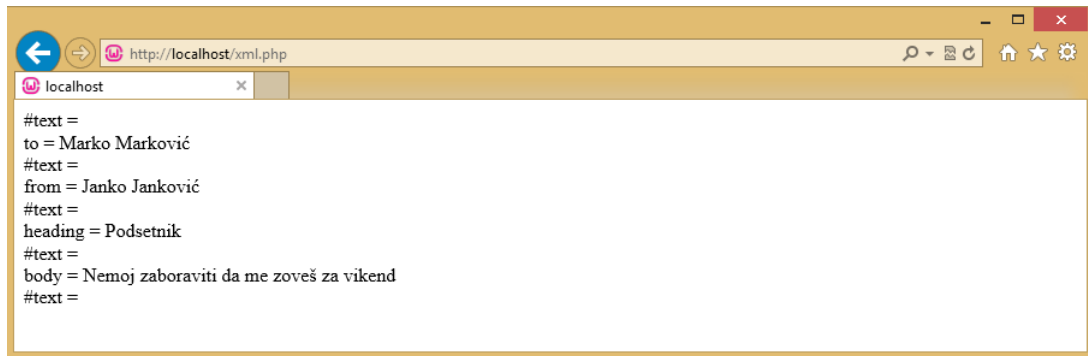 http://localhost/xml.php
localhost
#text =
to = Marko Marković
#text =
from = Janko Janković
#text =
heading = Podsetnik
#text =
body = Nemoj zaboraviti da me zoveš za vikend
#text =